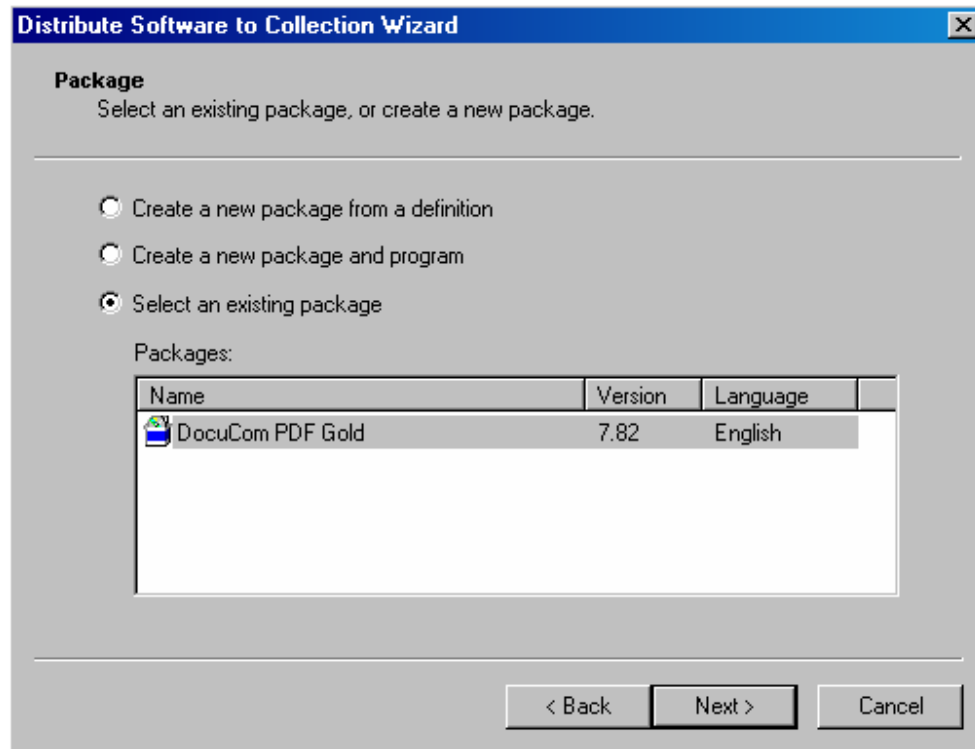 Distribute Software to Collection Wizard
Package
Select an existing package, or create a new package.
Create a new package from a definition
Create a new package and program
Select an existing package
Packages:
Name Version Language
DocuCom PDF Gold 7.82 English
< Back Next > Cancel